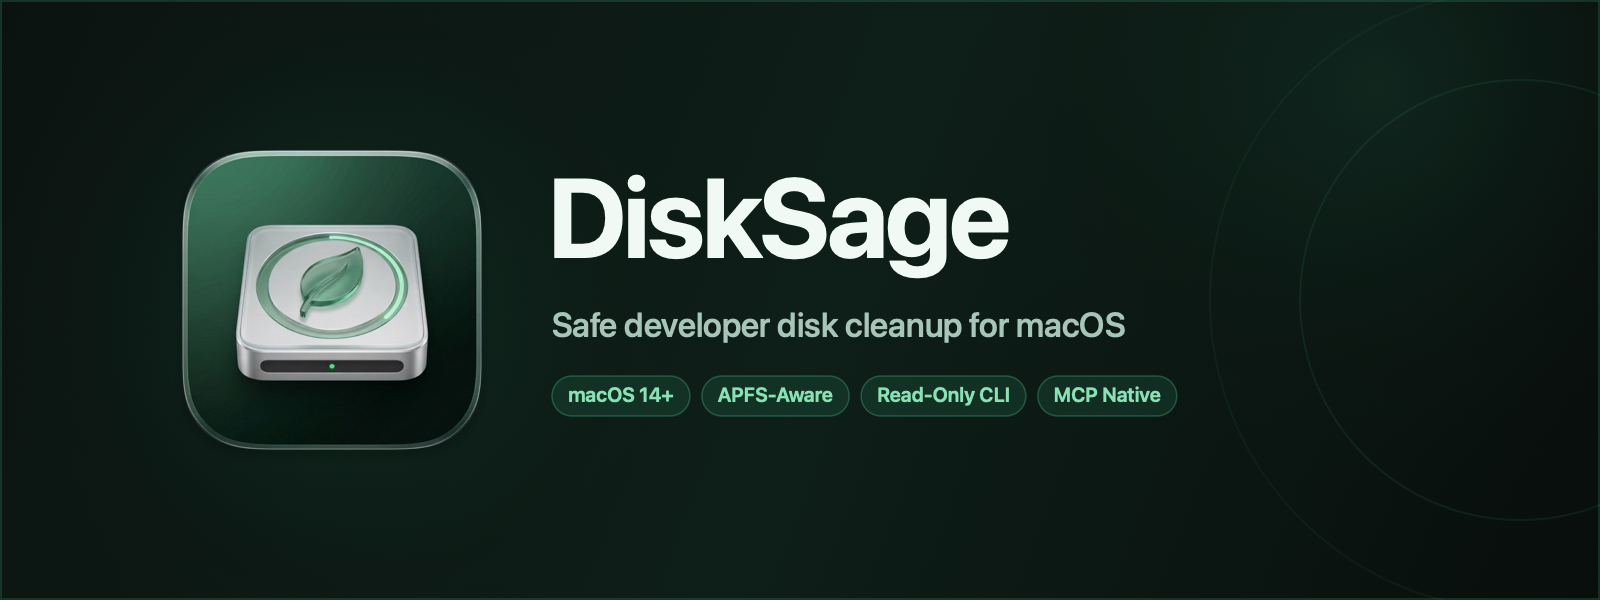 DiskSage
Safe developer disk cleanup for macOS
macOS 14+
APFS-Aware
Read-Only CLI
MCP Native